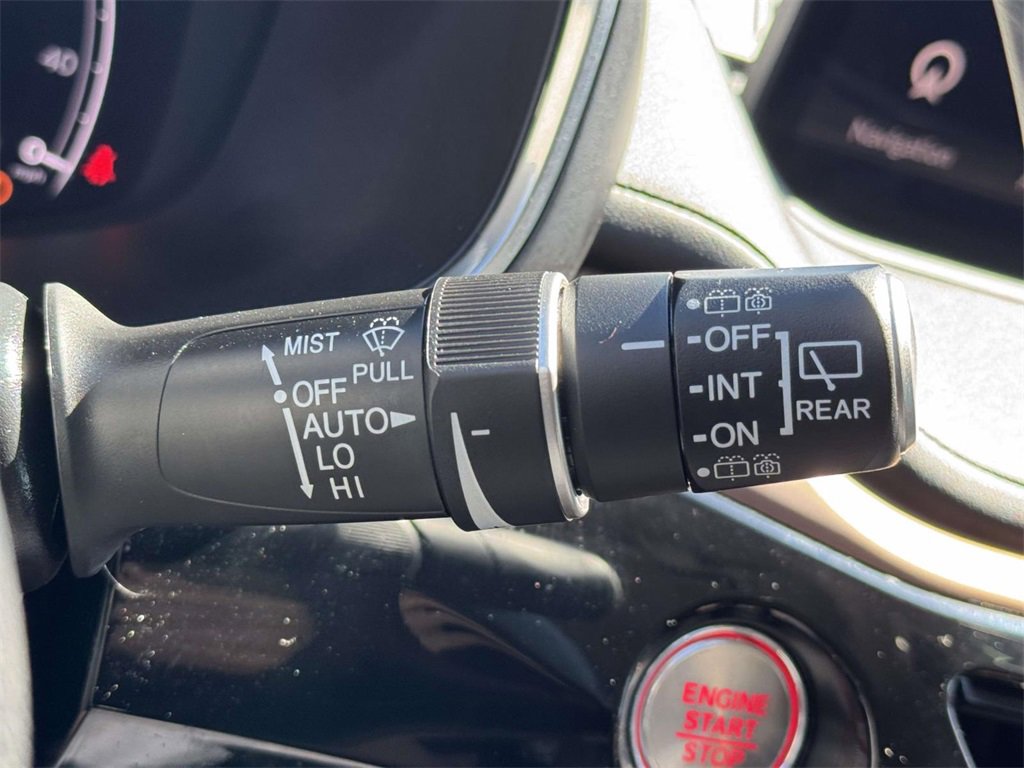 40
Navigation
MIST
PULL
OFF
AUTO
LO
HI
OFF
INT
ON
REAR
ENGINE
START
STOP